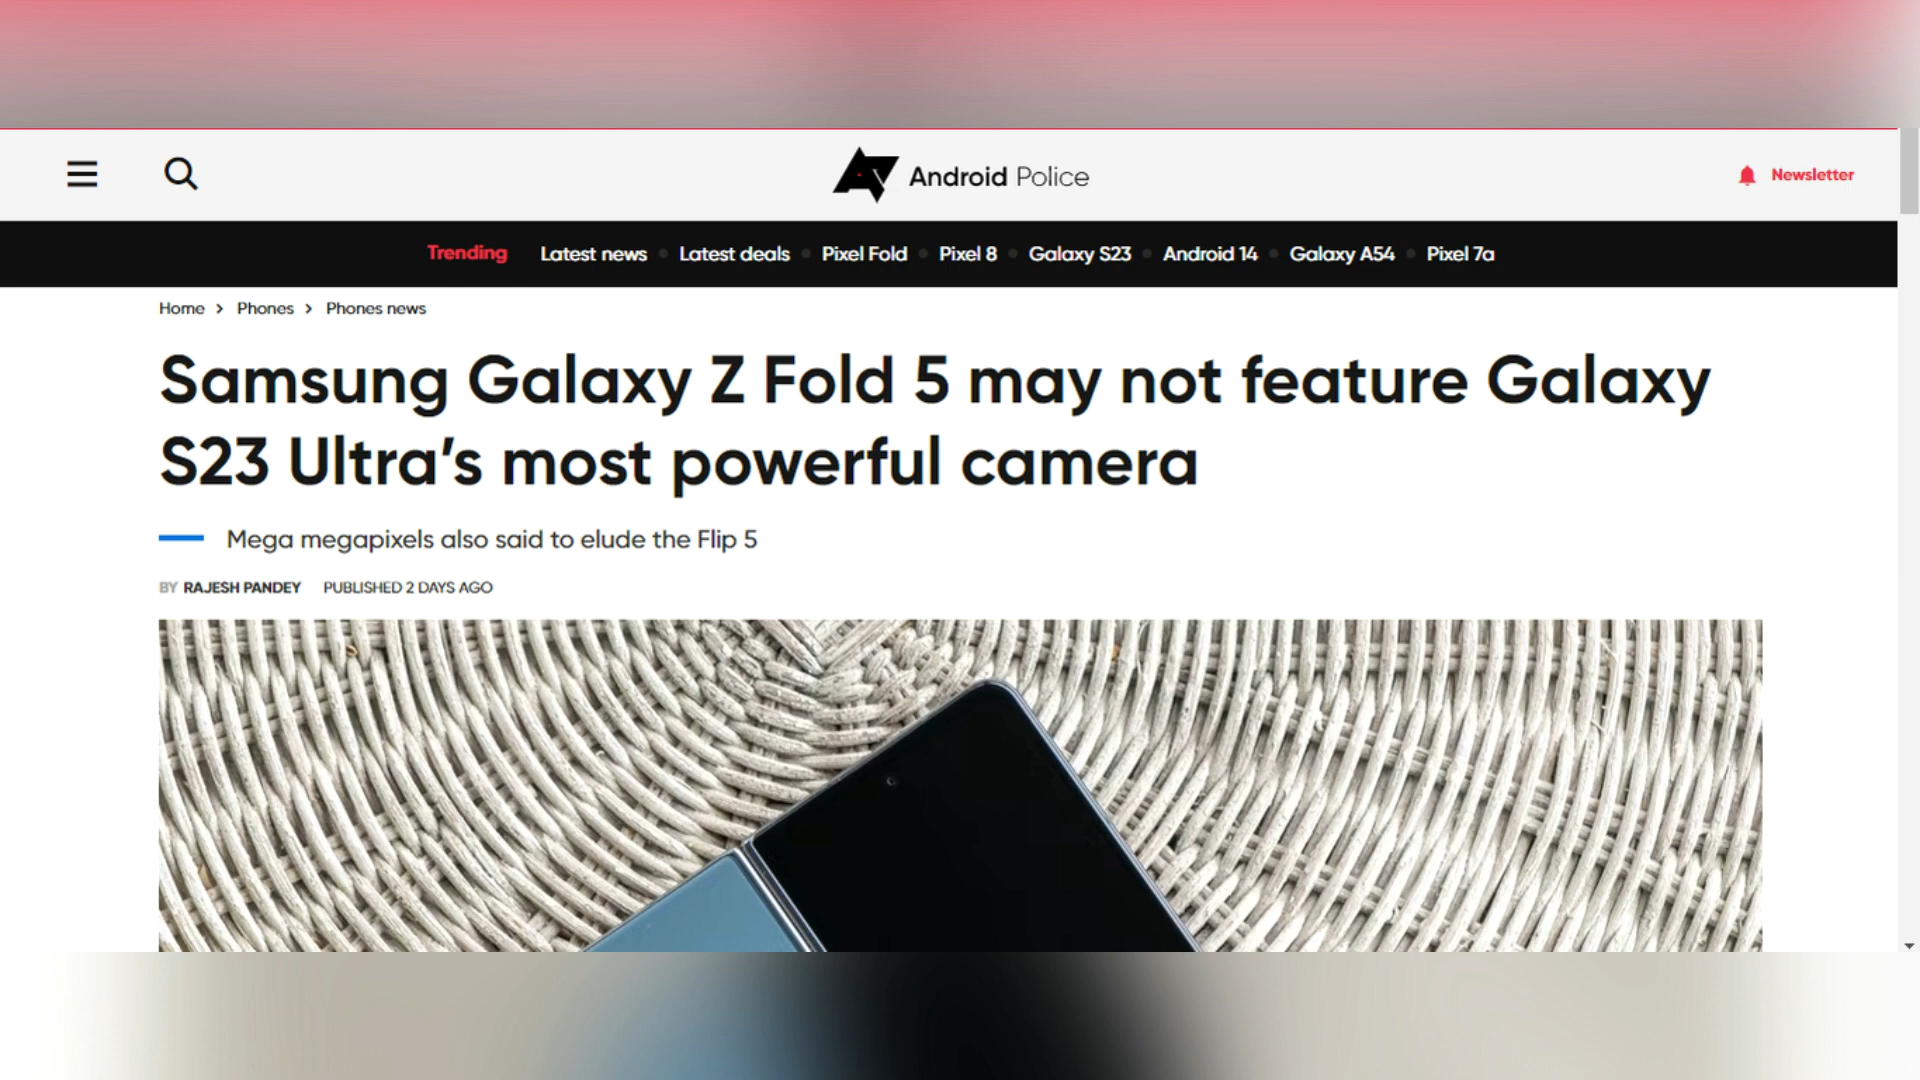 Android Police
Newsletter
Trending Latest news Latest deals Pixel Fold Pixel 8 Galaxy S23 Android 14 Galaxy A54 Pixel 7a
Home > Phones > Phones news
Samsung Galaxy Z Fold 5 may not feature Galaxy
S23 Ultra’s most powerful camera
Mega megapixels also said to elude the Flip 5
BY RAJESH PANDEY PUBLISHED 2 DAYS AGO